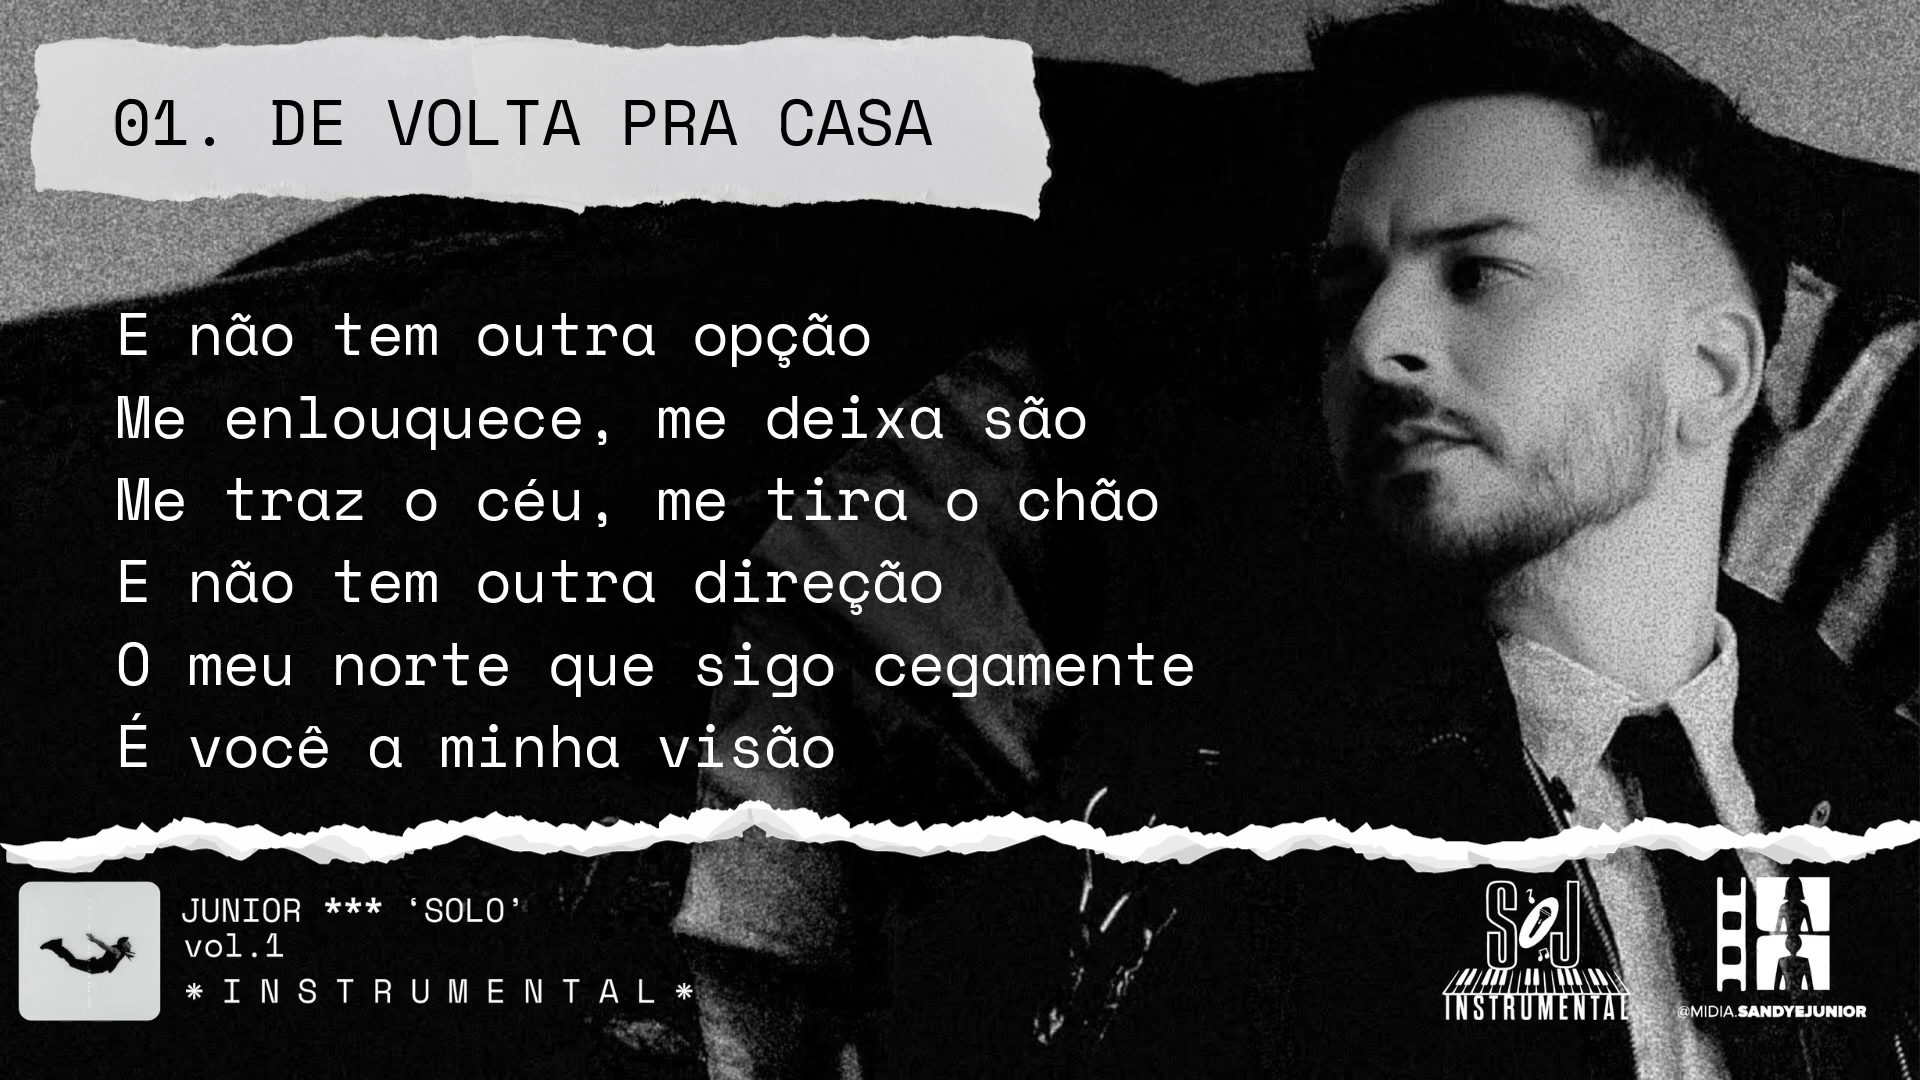 01. DE VOLTA PRA CASA
E não tem outra opção
Me enlouquece, me deixa são
Me traz o céu, me tira o chão
E não tem outra direção
O meu norte que sigo cegamente
É você a minha visão
JUNIOR *** ‘SOLO’
vol.1
* I N S T R U M E N T A L *
SOJ
INSTRUMENTAL
@MIDIA.SANDYEJUNIOR